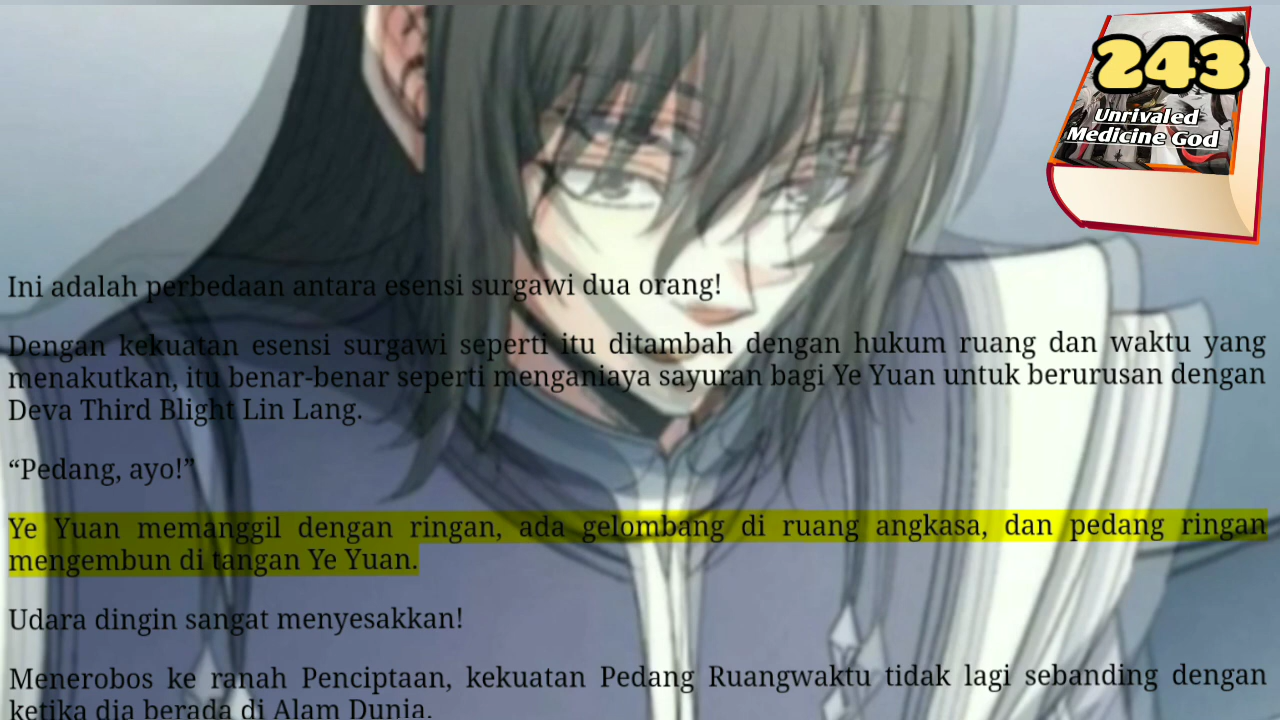 243
Unrivaled
Medicine God
Ini adalah perbedaan antara esensi surgawi dua orang!
Dengan kekuatan esensi surgawi seperti itu ditambah dengan hukum ruang dan waktu yang
menakutkan, itu benar-benar seperti menganiaya sayuran bagi Ye Yuan untuk berurusan dengan
Deva Third Blight Lin Lang.
“Pedang, ayo!”
Ye Yuan memanggil dengan ringan, ada gelombang di ruang angkasa, dan pedang ringan
mengembun di tangan Ye Yuan.
Udara dingin sangat menyesakkan!
Menerobos ke ranah Penciptaan, kekuatan Pedang Ruangwaktu tidak lagi sebanding dengan
ketika dia berada di Alam Dunia.